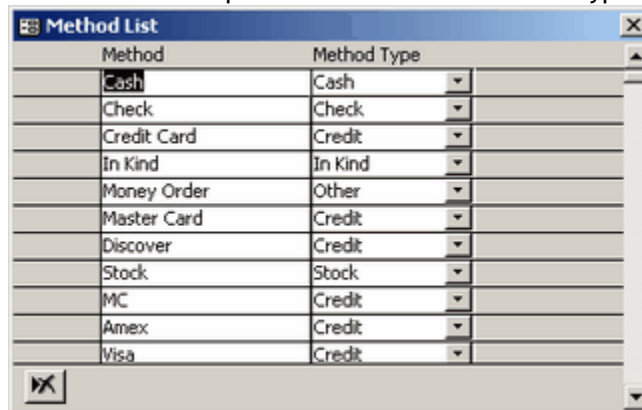 Method List
Method Method Type
Cash Cash
Check Check
Credit Card Credit
In Kind In Kind
Money Order Other
Master Card Credit
Discover Credit
Stock Stock
MC Credit
Amex Credit
Visa Credit